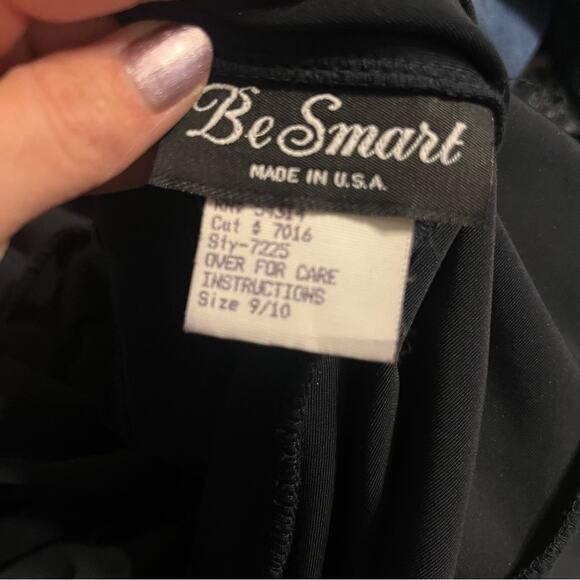 Be Smart
MADE IN U.S.A.
Cut # 7016
Sty-7225
OVER FOR CARE
INSTRUCTIONS
Size 9/10